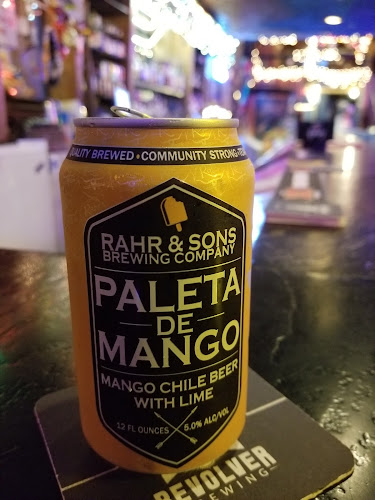 QUALITY BREWED • COMMUNITY STRONG •
RAHR & SONS
BREWING COMPANY
PALETA
DE
MANGO
MANGO CHILE BEER
WITH LIME
12 FL OUNCES 5.0% ALC/VOL
REVOLVER
BREWING